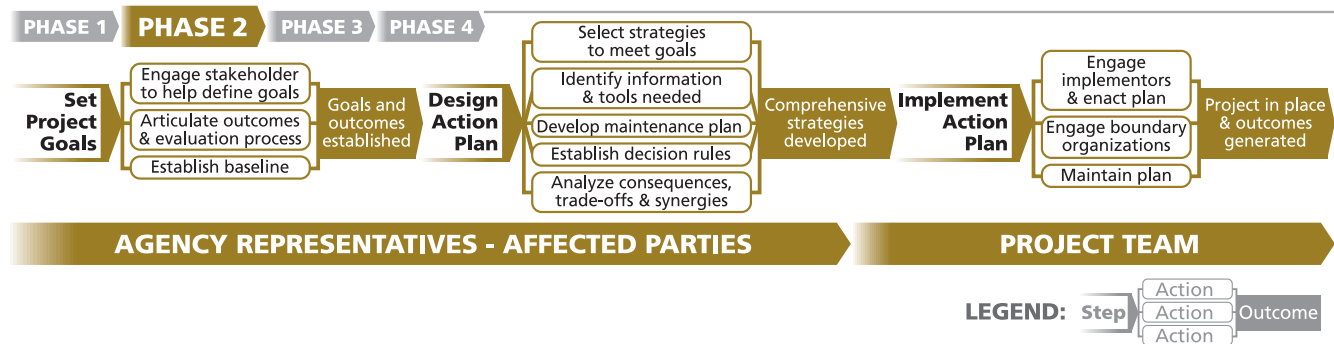 PHASE 1
PHASE 2
PHASE 3
PHASE 4
Set
Project
Goals
Engage stakeholder
to help define goals
Articulate outcomes
& evaluation process
Establish baseline
Goals and
outcomes
established
Design
Action
Plan
Select strategies
to meet goals
Identify information
& tools needed
Develop maintenance plan
Establish decision rules
Analyze consequences,
trade-offs & synergies
Comprehensive
strategies
developed
Implement
Action
Plan
Engage
implementors
& enact plan
Engage boundary
organizations
Maintain plan
Project in place
& outcomes
generated
AGENCY REPRESENTATIVES - AFFECTED PARTIES
PROJECT TEAM
LEGEND:
Step
Action
Action
Action
Outcome